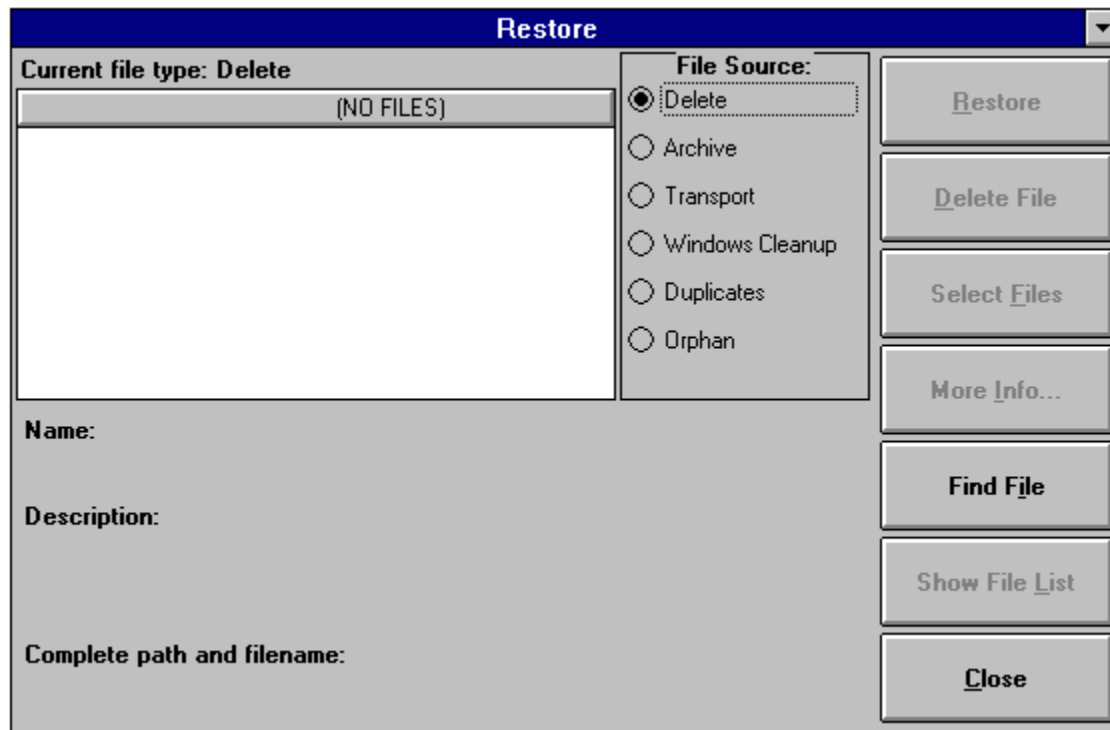 Restore
Current file type: Delete
(NO FILES)
File Source:
Delete
Archive
Transport
Windows Cleanup
Duplicates
Orphan
Name:
Description:
Complete path and filename:
Restore
Delete File
Select Files
More Info...
Find File
Show File List
Close